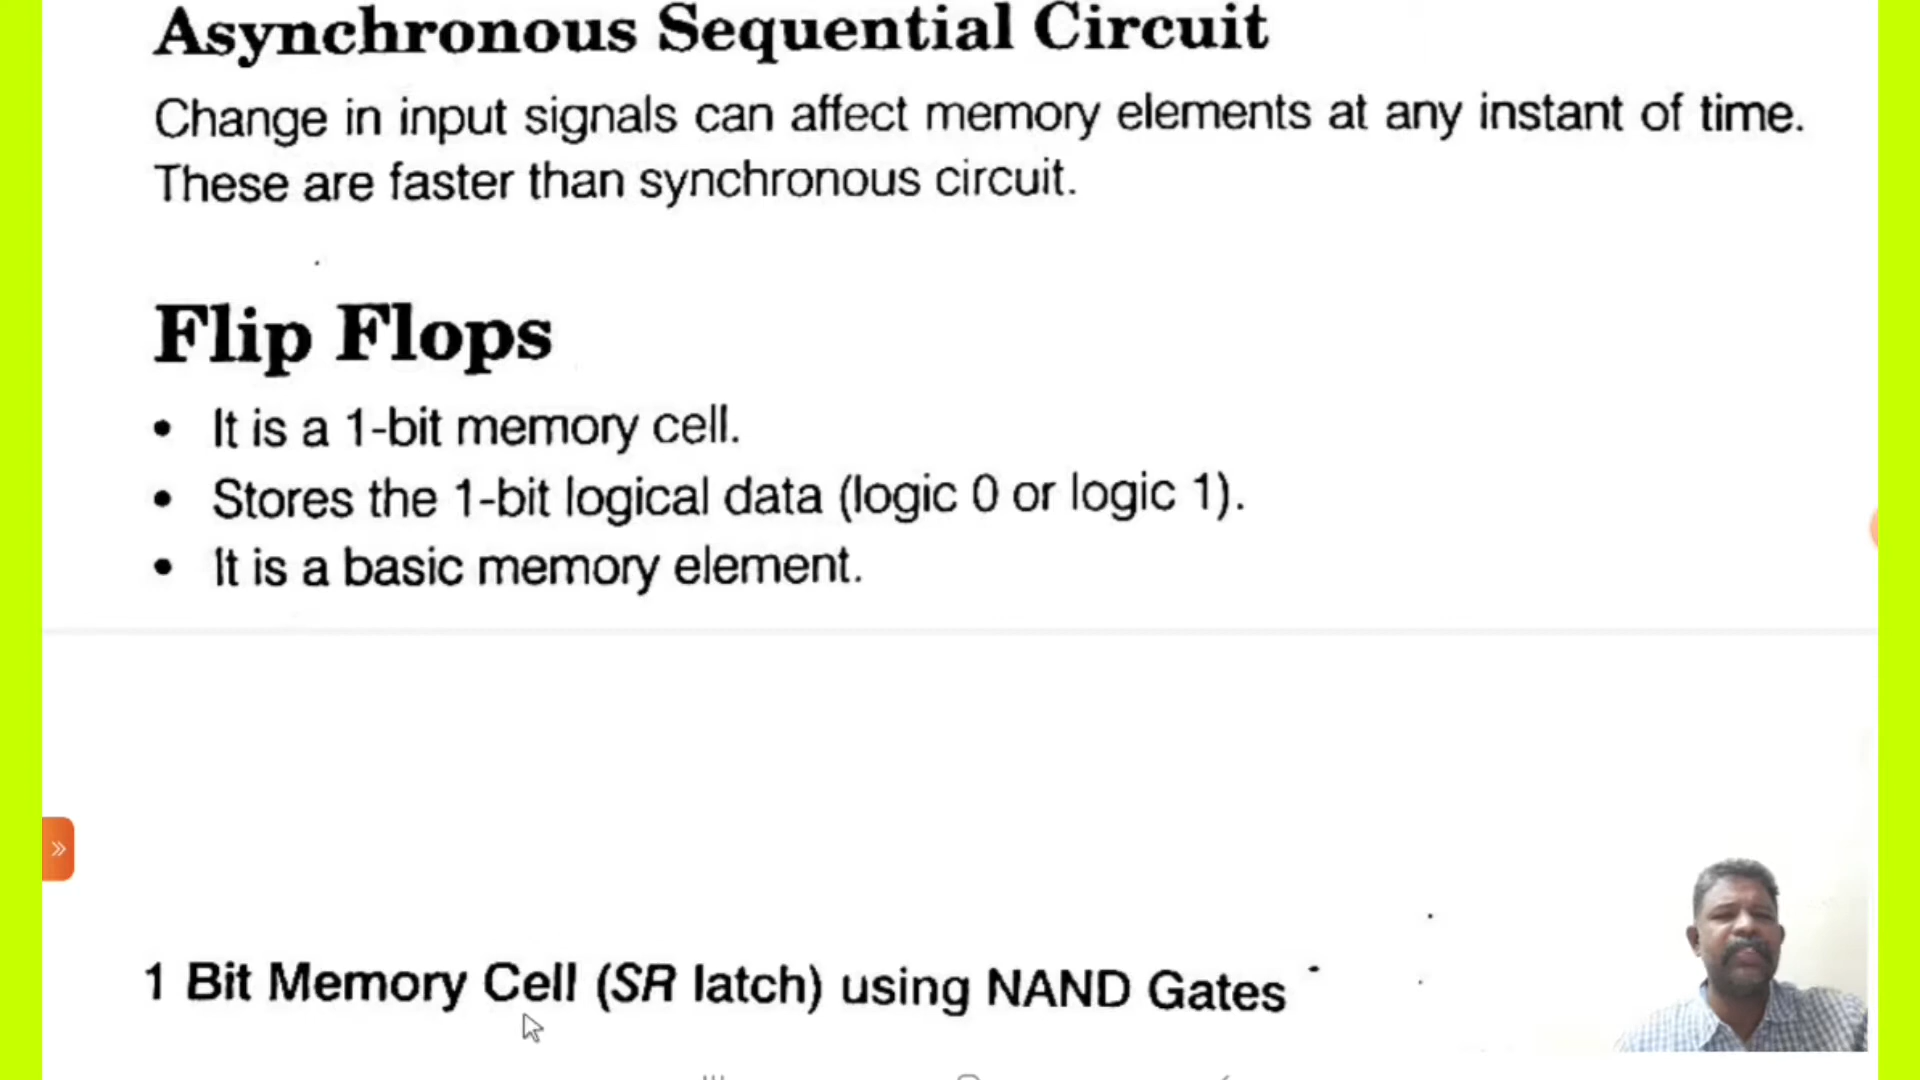 Asynchronous Sequential Circuit
Change in input signals can affect memory elements at any instant of time.
These are faster than synchronous circuit.
Flip Flops
• It is a 1-bit memory cell.
• Stores the 1-bit logical data (logic 0 or logic 1).
• It is a basic memory element.
1 Bit Memory Cell (SR latch) using NAND Gates